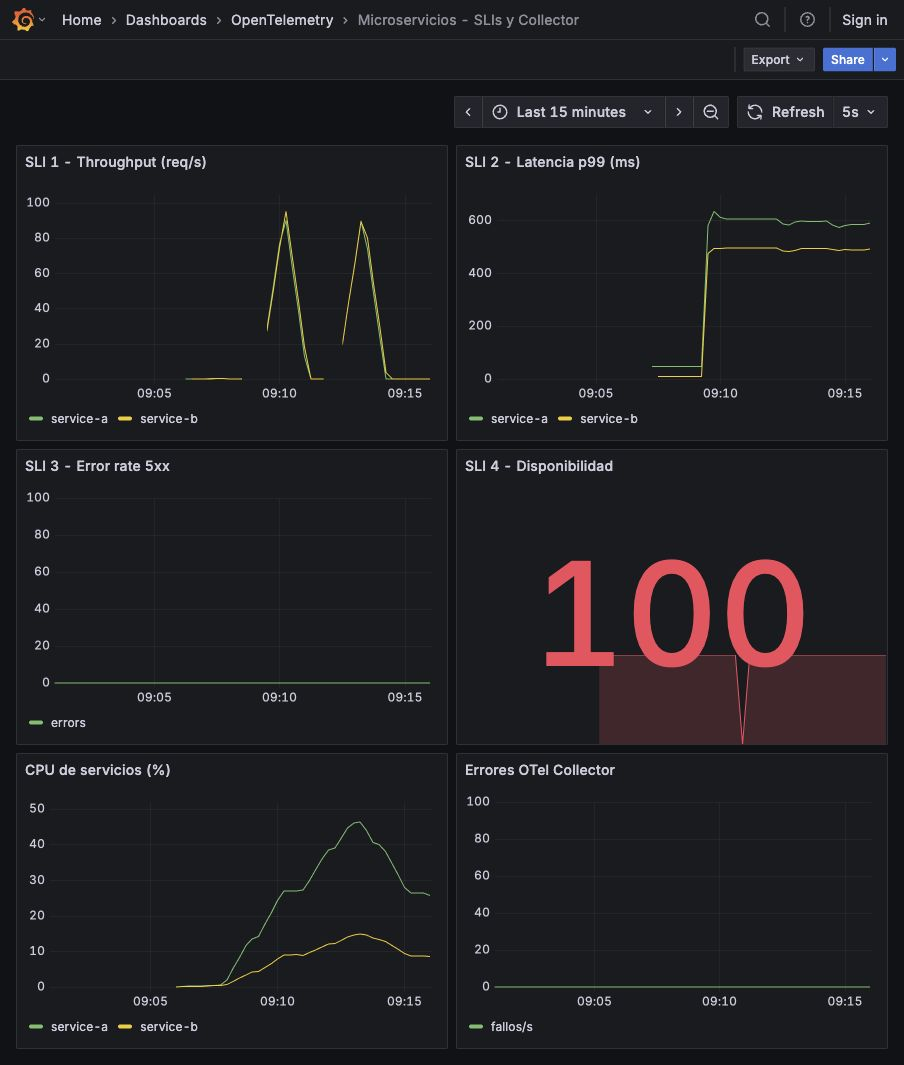 Home › Dashboards › OpenTelemetry › Microservicios - SLIs y Collector
Sign in
Export
Share
Last 15 minutes
Refresh
5s
SLI 1 - Throughput (req/s)
100
80
60
40
20
0
09:05
09:10
09:15
service-a
service-b
SLI 2 - Latencia p99 (ms)
600
400
200
0
09:05
09:10
09:15
service-a
service-b
SLI 3 - Error rate 5xx
100
80
60
40
20
0
09:05
09:10
09:15
errors
SLI 4 - Disponibilidad
100
CPU de servicios (%)
50
40
30
20
10
0
09:05
09:10
09:15
service-a
service-b
Errores OTel Collector
100
80
60
40
20
0
09:05
09:10
09:15
fallos/s